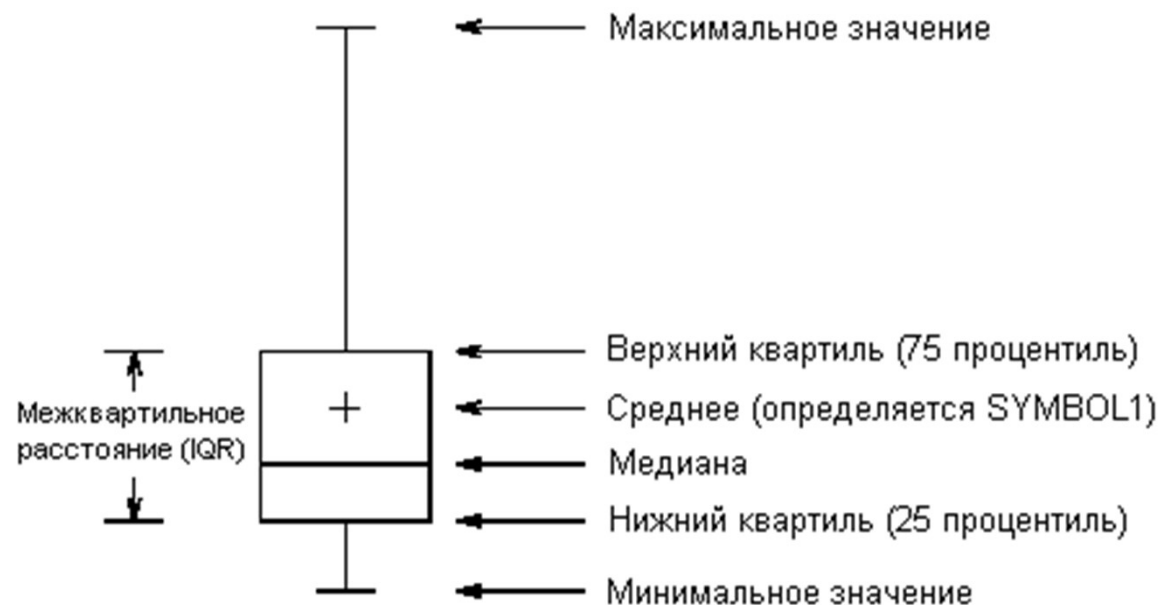 Максимальное значение
Верхний квартиль (75 процентиль)
Межквартильное
расстояние (IQR)
Среднее (определяется SYMBOL1)
Медиана
Нижний квартиль (25 процентиль)
Минимальное значение